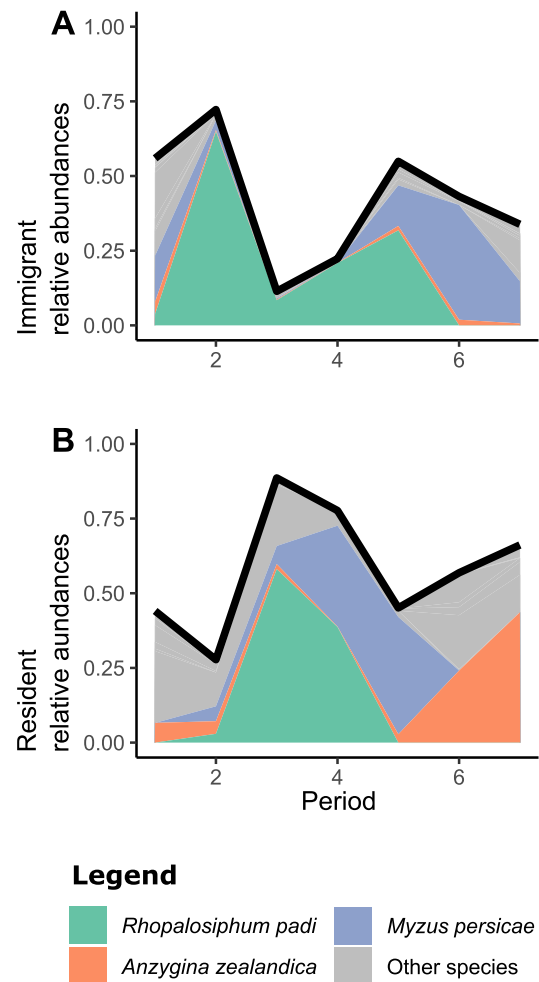 A
1.00
0.75
0.50
0.25
0.00
Immigrant
relative abundances
2
4
6
B
1.00
0.75
0.50
0.25
0.00
Resident
relative aundances
2
4
6
Period
Legend
Rhopalosiphum padi
Myzus persicae
Anzygina zealandica
Other species